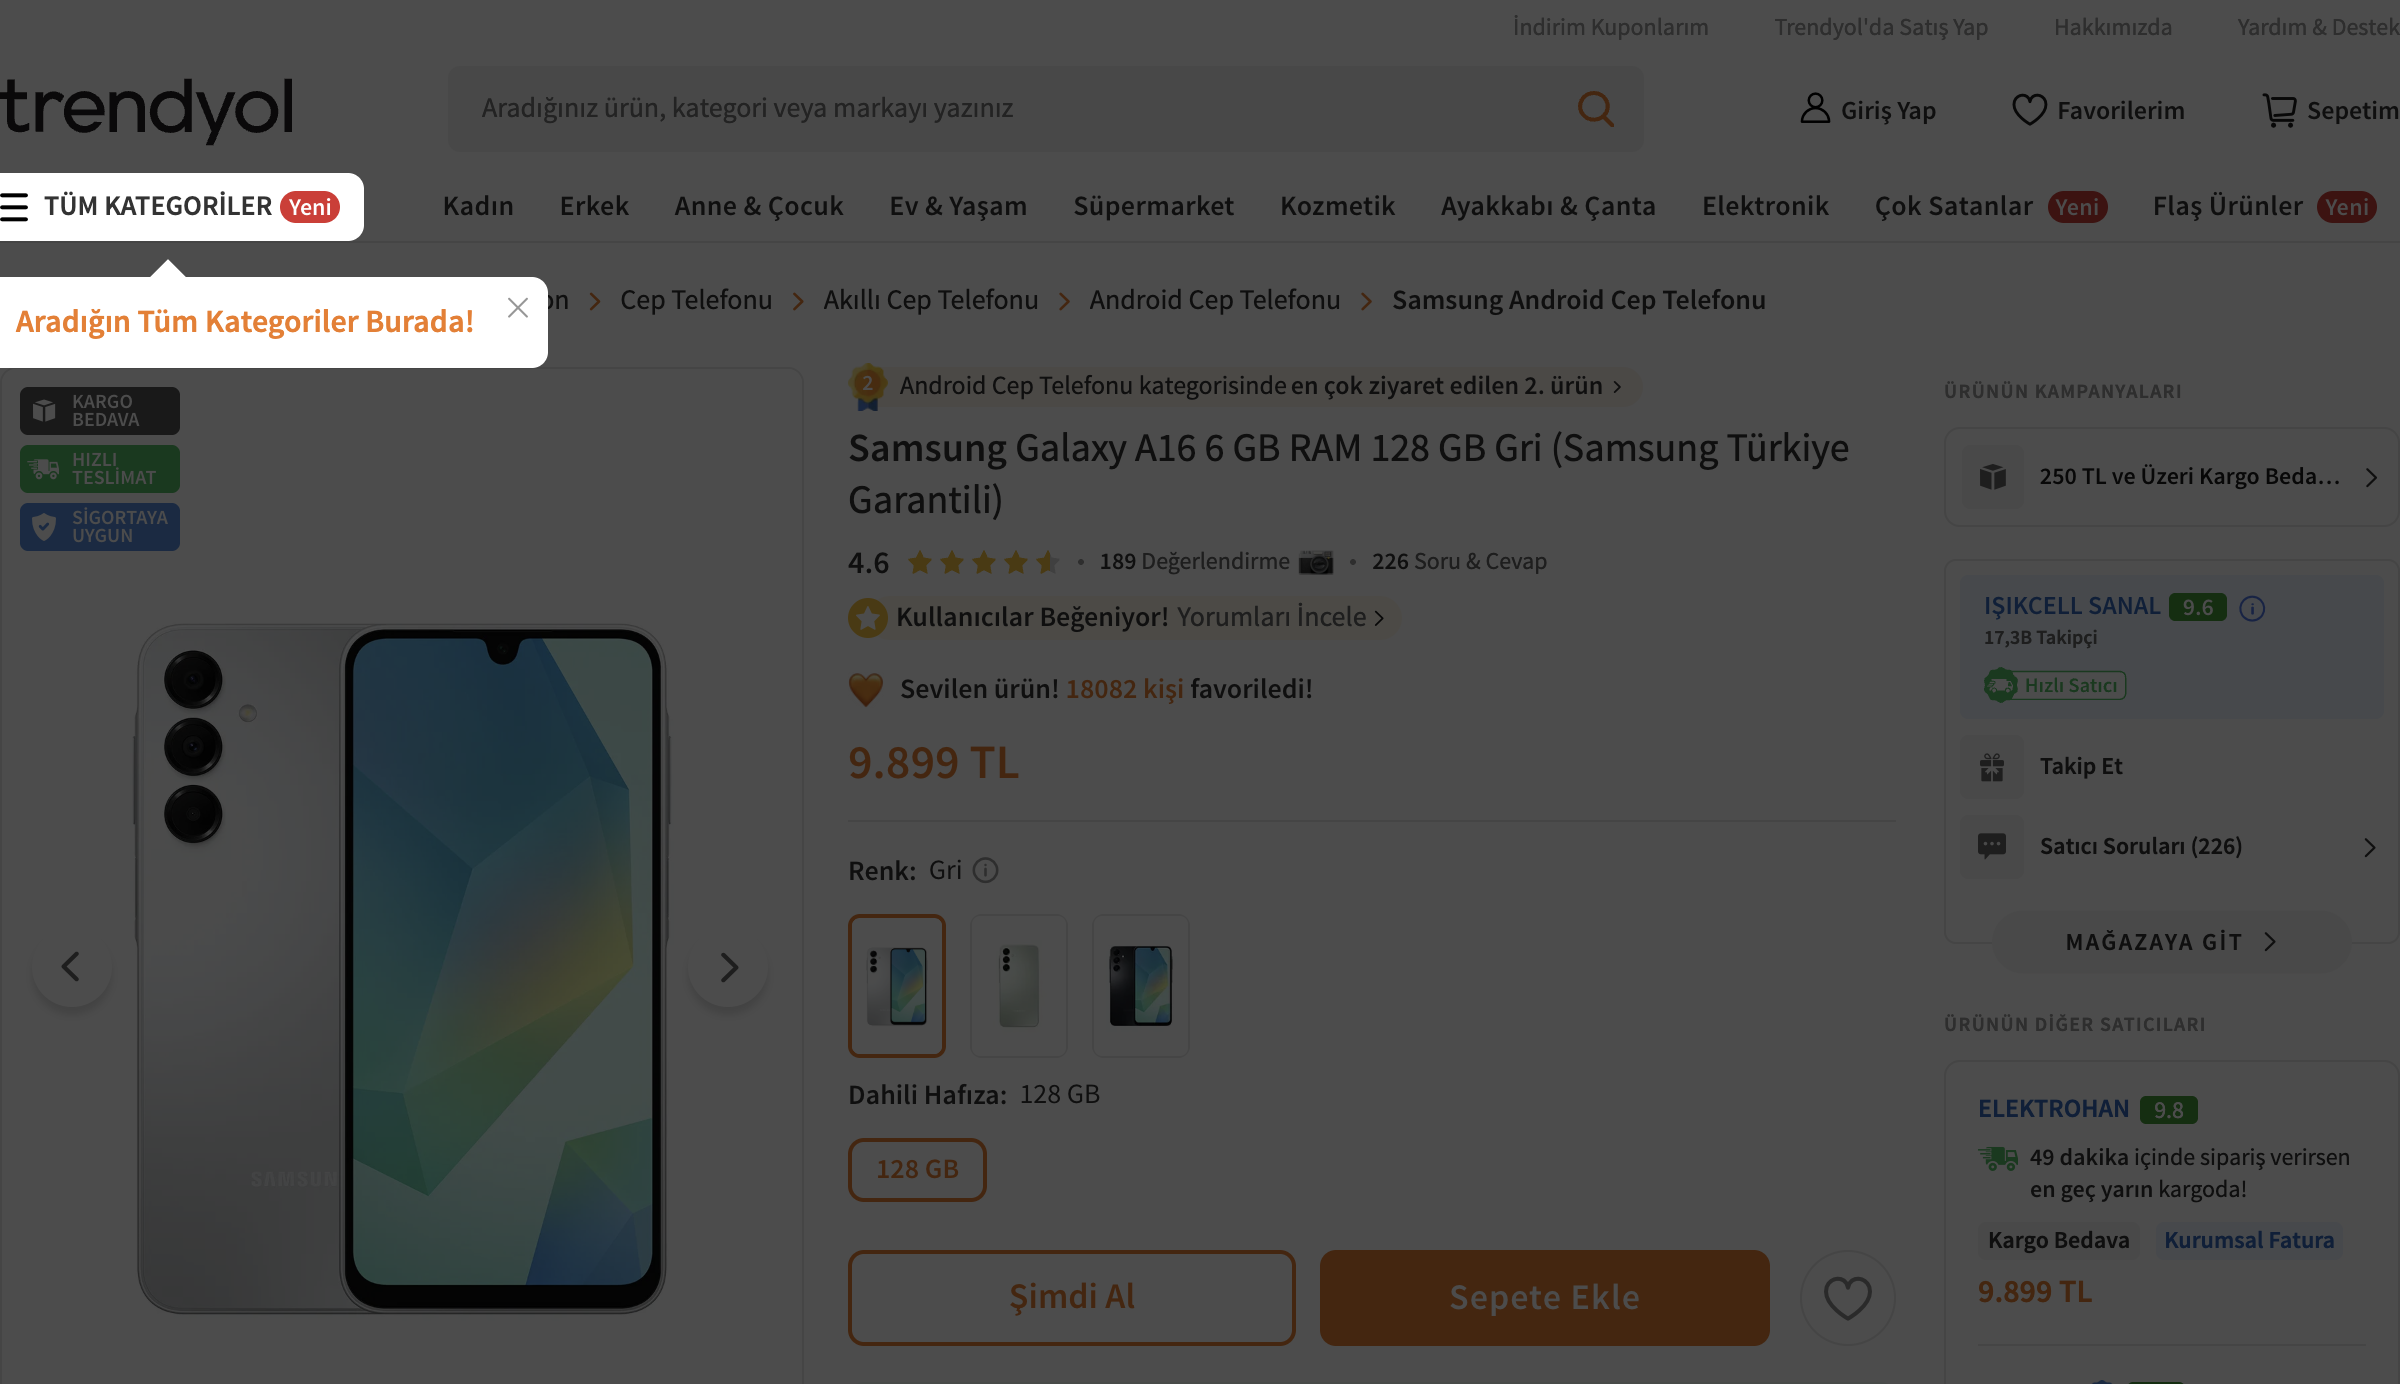 İndirim Kuponlarım Trendyol'da Satış Yap Hakkımızda Yardım & Destek
trendyol
Aradığınız ürün, kategori veya markayı yazınız
Giriş Yap Favorilerim Sepetim
TÜM KATEGORİLER Yeni Kadın Erkek Anne & Çocuk Ev & Yaşam Süpermarket Kozmetik Ayakkabı & Çanta Elektronik Çok Satanlar Yeni Flaş Ürünler Yeni
Aradığın Tüm Kategoriler Burada!
Cep Telefonu Akıllı Cep Telefonu Android Cep Telefonu Samsung Android Cep Telefonu
KARGO
BEDAVA
HIZLI
TESLİMAT
SİGORTAYA
UYGUN
SAMSUN
2 Android Cep Telefonu kategorisinde en çok ziyaret edilen 2. ürün
Samsung Galaxy A16 6 GB RAM 128 GB Gri (Samsung Türkiye
Garantili)
4.6 • 189 Değerlendirme • 226 Soru & Cevap
Kullanıcılar Beğeniyor! Yorumları İncele
Sevilen ürün! 18082 kişi favoriledi!
9.899 TL
Renk: Gri
Dahili Hafıza: 128 GB
128 GB
Şimdi Al Sepete Ekle
ÜRÜNÜN KAMPANYALARI
250 TL ve Üzeri Kargo Beda...
IŞIKCELL SANAL 9.6
17,3B Takipçi
Hızlı Satıcı
Takip Et
Satıcı Soruları (226)
MAĞAZAYA GİT
ÜRÜNÜN DİĞER SATICILARI
ELEKTROHAN 9.8
49 dakika içinde sipariş verirsen
en geç yarın kargoda!
Kargo Bedava Kurumsal Fatura
9.899 TL